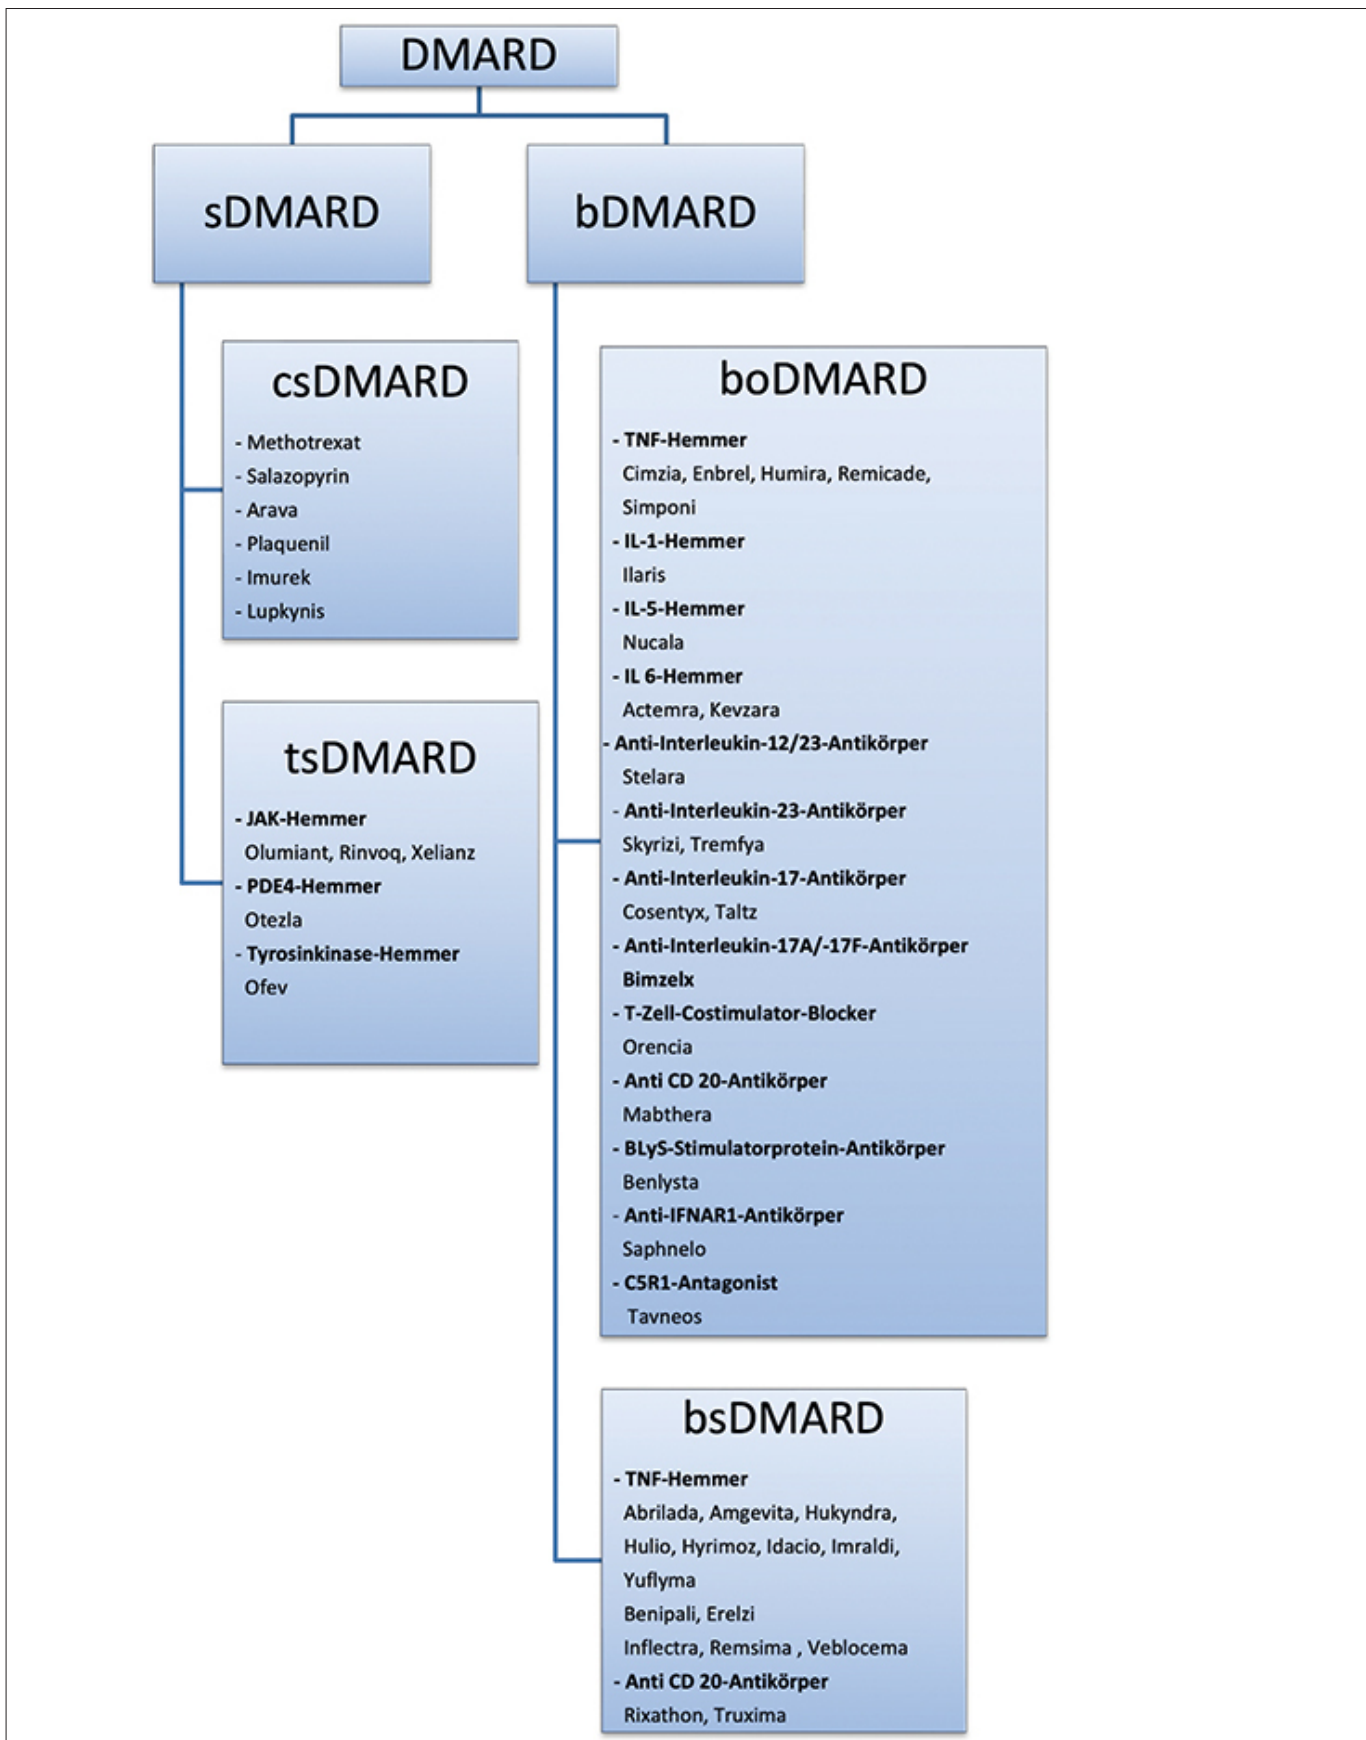 DMARD
sDMARD
bDMARD
csDMARD
- Methotrexat
- Salazopyrin
- Arava
- Plaquenil
- Imurek
- Lupkynis
tsDMARD
- JAK-Hemmer
Olumiant, Rinvoq, Xelianz
- PDE4-Hemmer
Otezla
- Tyrosinkinase-Hemmer
Ofev
boDMARD
- TNF-Hemmer
Cimzia, Enbrel, Humira, Remicade,
Simponi
- IL-1-Hemmer
Ilaris
- IL-5-Hemmer
Nucala
- IL 6-Hemmer
Actemra, Kevzara
- Anti-Interleukin-12/23-Antikörper
Stelara
- Anti-Interleukin-23-Antikörper
Skyrizi, Tremfya
- Anti-Interleukin-17-Antikörper
Cosentyx, Taltz
- Anti-Interleukin-17A/-17F-Antikörper
Bimzelx
- T-Zell-Costimulator-Blocker
Orencia
- Anti CD 20-Antikörper
Mabthera
- BLyS-Stimulatorprotein-Antikörper
Benlysta
- Anti-IFNAR1-Antikörper
Saphnelo
- C5R1-Antagonist
Tavneos
bsDMARD
- TNF-Hemmer
Abrilada, Amgevita, Hukyndra,
Hulio, Hyrimoz, Idacio, Imraldi,
Yuflyma
Benipali, Erelzi
Inflectra, Remsima , Veblocema
- Anti CD 20-Antikörper
Rixathon, Truxima